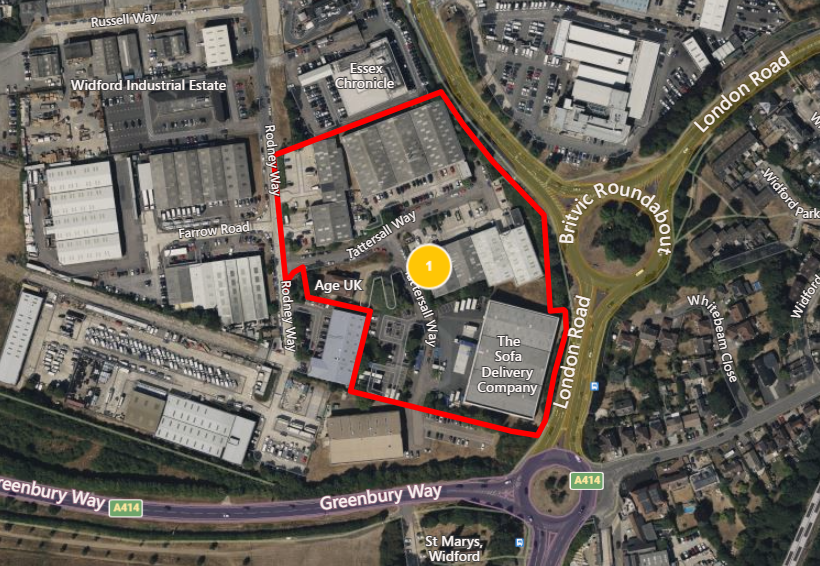 Russell Way
Widford Industrial Estate
Essex
Chronicle
London Road
Rodney Way
Widford Park
Britvic Roundabout
Farrow Road
Tattersall Way
1
Age UK
Tattersall Way
Rodney Way
Widford
Whitebeam Close
London Road
The
Sofa
Delivery
Company
A414
Greenbury Way
A414
St Marys,
Widford